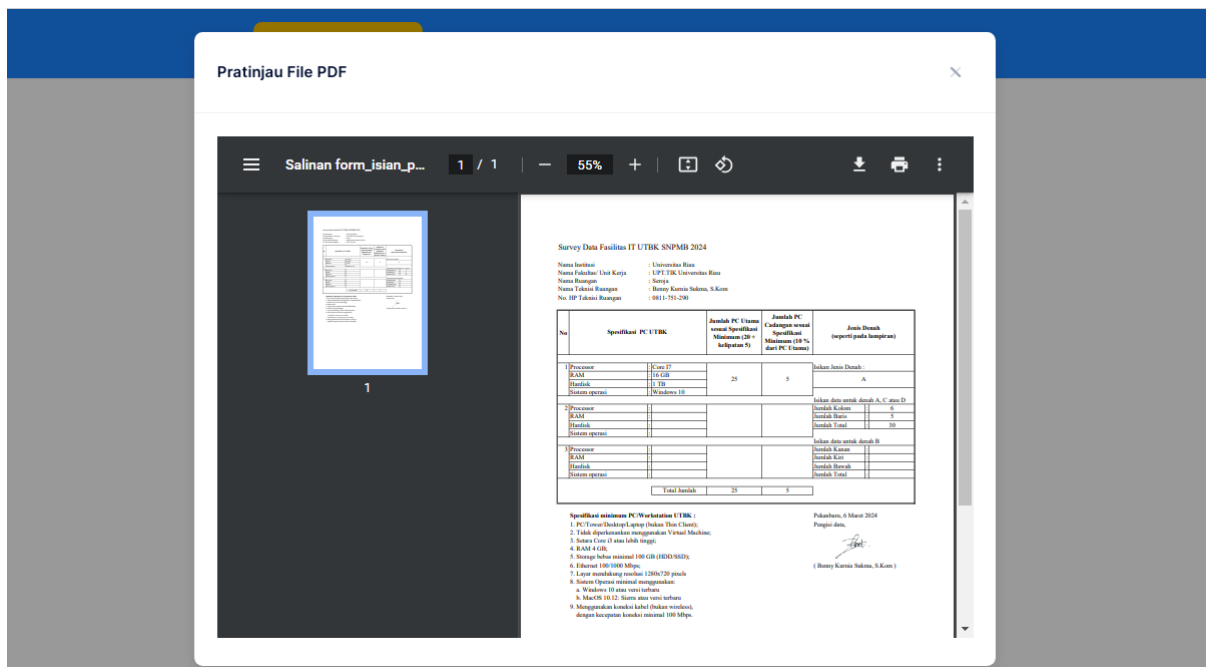 Pratinjau File PDF
Salinan form_isian_p... 1 / 1 55%
1
Survey Data Fasilitas IT UTBK SNPMB 2024
Nama Institusi : Universitas Riau
Nama Fakultas/ Unit Kerja : UPT.TIK Universitas Riau
Nama Ruangan : Seroja
Nama Teknisi Ruangan : Benny Kurnia Sukma, S.Kom
No. HP Teknisi Ruangan : 0811-751-290
No
Spesifikasi PC UTBK
Jumlah PC Utama
sesuai Spesifikasi
Minimum (20 +
kelipatan 5)
Jumlah PC
Cadangan sesuai
Spesifikasi
Minimum (10 %
dari PC Utama)
Jenis Denah
(seperti pada lampiran)
1 Processor : Core I7
RAM : 16 GB
Hardisk : 1 TB
Sistem operasi : Windows 10
25
5
Isikan Jenis Denah :
A
Isikan data untuk denah A, C atau D
2 Processor :
RAM :
Hardisk :
Sistem operasi :
Jumlah Kolom : 6
Jumlah Baris : 5
Jumlah Total : 30
Isikan data untuk denah B
3 Processor :
RAM :
Hardisk :
Sistem operasi :
Jumlah Kanan :
Jumlah Kiri :
Jumlah Bawah :
Jumlah Total :
Total Jumlah 25 5
Spesifikasi minimum PC/Workstation UTBK :
1. PC/Tower/Desktop/Laptop (bukan Thin Client);
2. Tidak diperkenankan menggunakan Virtual Machine;
3. Setara Core i3 atau lebih tinggi;
4. RAM 4 GB;
5. Storage bebas minimal 100 GB (HDD/SSD);
6. Ethernet 100/1000 Mbps;
7. Layar mendukung resolusi 1280x720 pixels
8. Sistem Operasi minimal menggunakan:
a. Windows 10 atau versi terbaru
b. MacOS 10.12: Sierra atau versi terbaru
9. Menggunakan koneksi kabel (bukan wireless),
dengan kecepatan koneksi minimal 100 Mbps.
Pekanbaru, 6 Maret 2024
Pengisi data,
( Benny Kurnia Sukma, S.Kom )